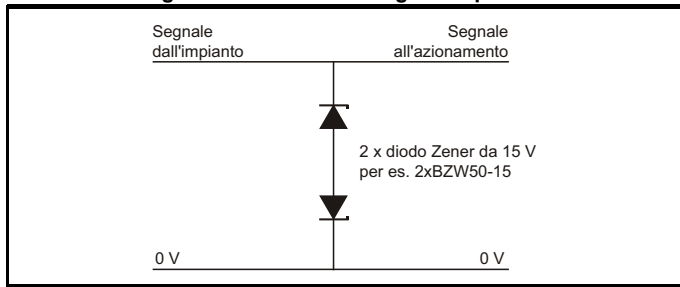 Segnale
dall'impianto
Segnale
all'azionamento
2 x diodo Zener da 15 V
per es. 2xBZW50-15
0 V
0 V